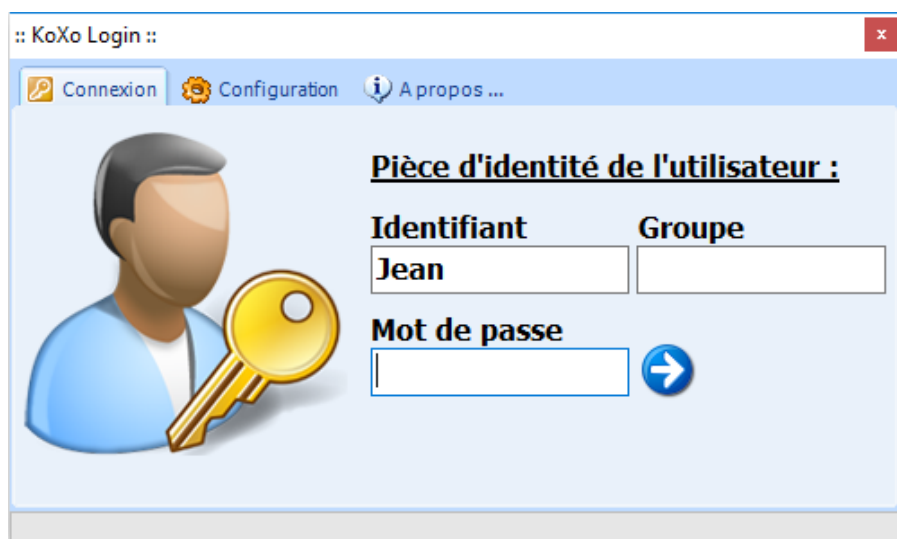 :: KoXo Login :: x
Connexion Configuration A propos ...
Pièce d'identité de l'utilisateur :
Identifiant Groupe
Jean
Mot de passe